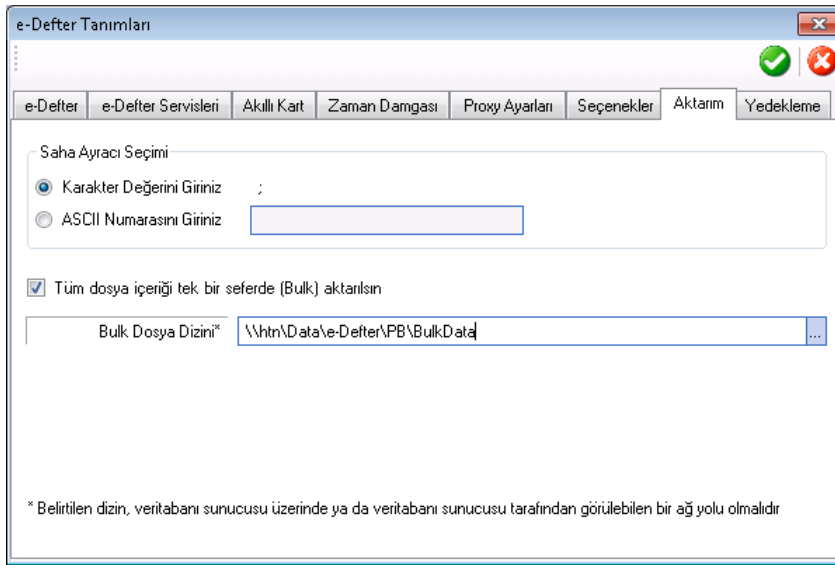 e-Defter Tanımları
e-Defter e-Defter Servisleri Akıllı Kart Zaman Damgası Proxy Ayarları Seçenekler Aktarım Yedekleme
Saha Ayracı Seçimi
Karakter Değerini Giriniz ;
ASCII Numarasını Giriniz
Tüm dosya içeriği tek bir seferde (Bulk) aktarılsın
Bulk Dosya Dizini* \\htn\Data\e-Defter\PB\BulkData ...
* Belirtilen dizin, veritabanı sunucusu üzerinde ya da veritabanı sunucusu tarafından görülebilen bir ağ yolu olmalıdır